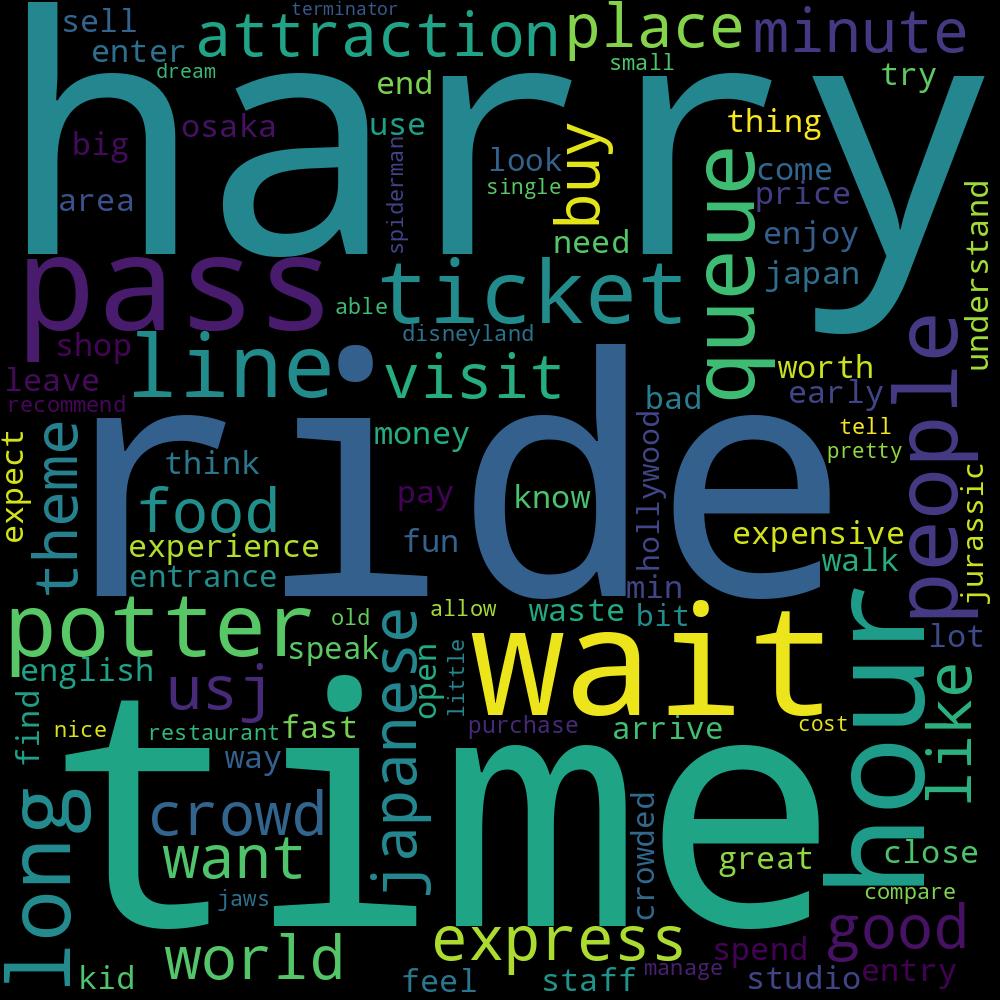 terminator
sell
attraction
place
minute
enter
dream
end
small
try
harry
big
osaka
use
spiderman
look
single
buy
thing
queue
come
price
area
need
enjoy
japan
understand
pass
able
ticket
disneyland
shop
line
visit
worth
people
leave
recommend
bad
early
ride
expect
theme
money
hollywood
tell
pretty
think
pay
know
jurassic
food
experience
fun
expensive
entrance
min
walk
potter
old
allow
waste
bit
hour
speak
japanese
open
little
wait
lot
english
usj
find
like
nice
restaurant
fast
purchase
arrive
cost
way
time
long
crowd
want
crowded
great
close
jaws
compare
world
express
good
kid
feel
staff
manage
spend
studio
entry